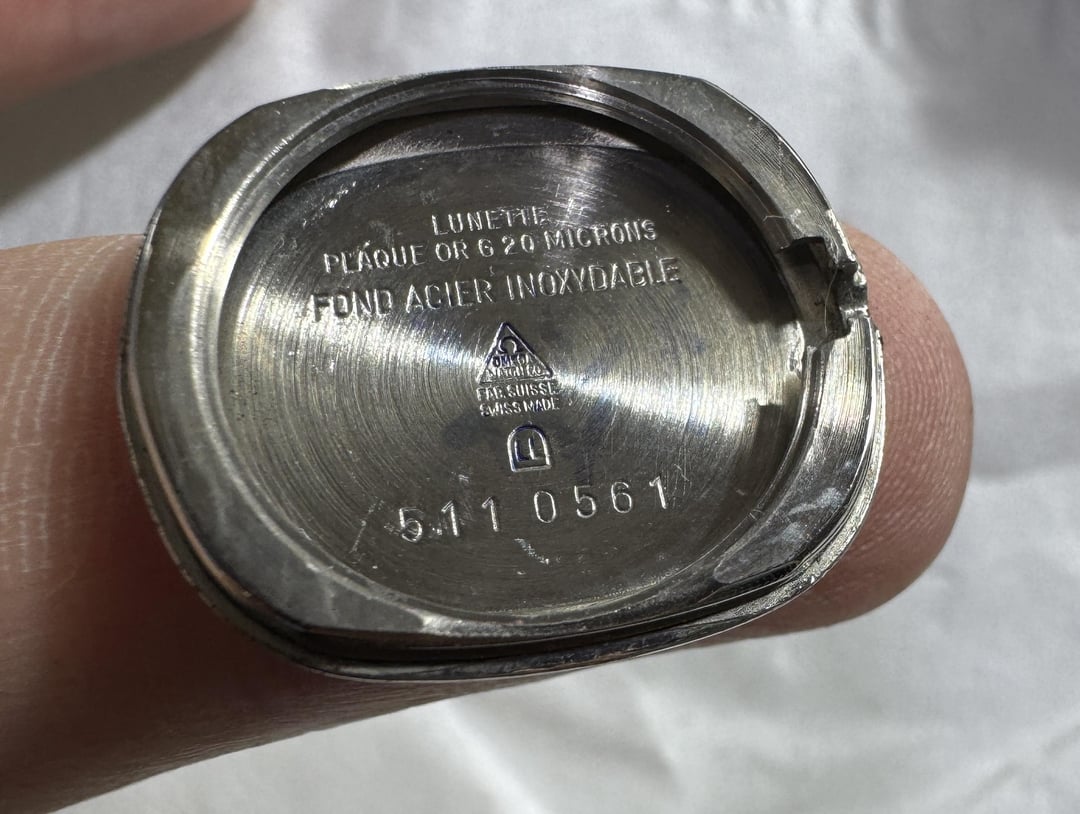 LUNETTE
PLAQUE OR G 20 MICRONS
FOND ACIER INOXYDABLE
Ω
OMEGA
WATCH CO
FAB. SUISSE
SWISS MADE
511 0561